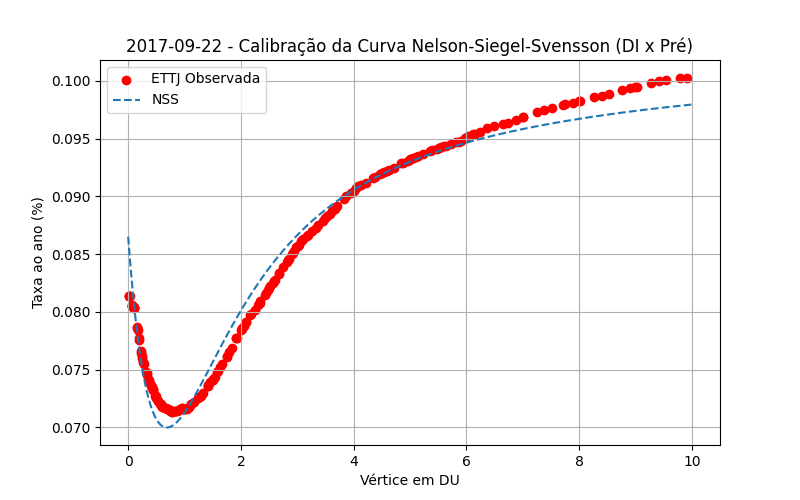 2017-09-22 - Calibração da Curva Nelson-Siegel-Svensson (DI x Pré)
ETTJ Observada
NSS
Taxa ao ano (%)
0.100
0.095
0.090
0.085
0.080
0.075
0.070
0
2
4
6
8
10
Vértice em DU